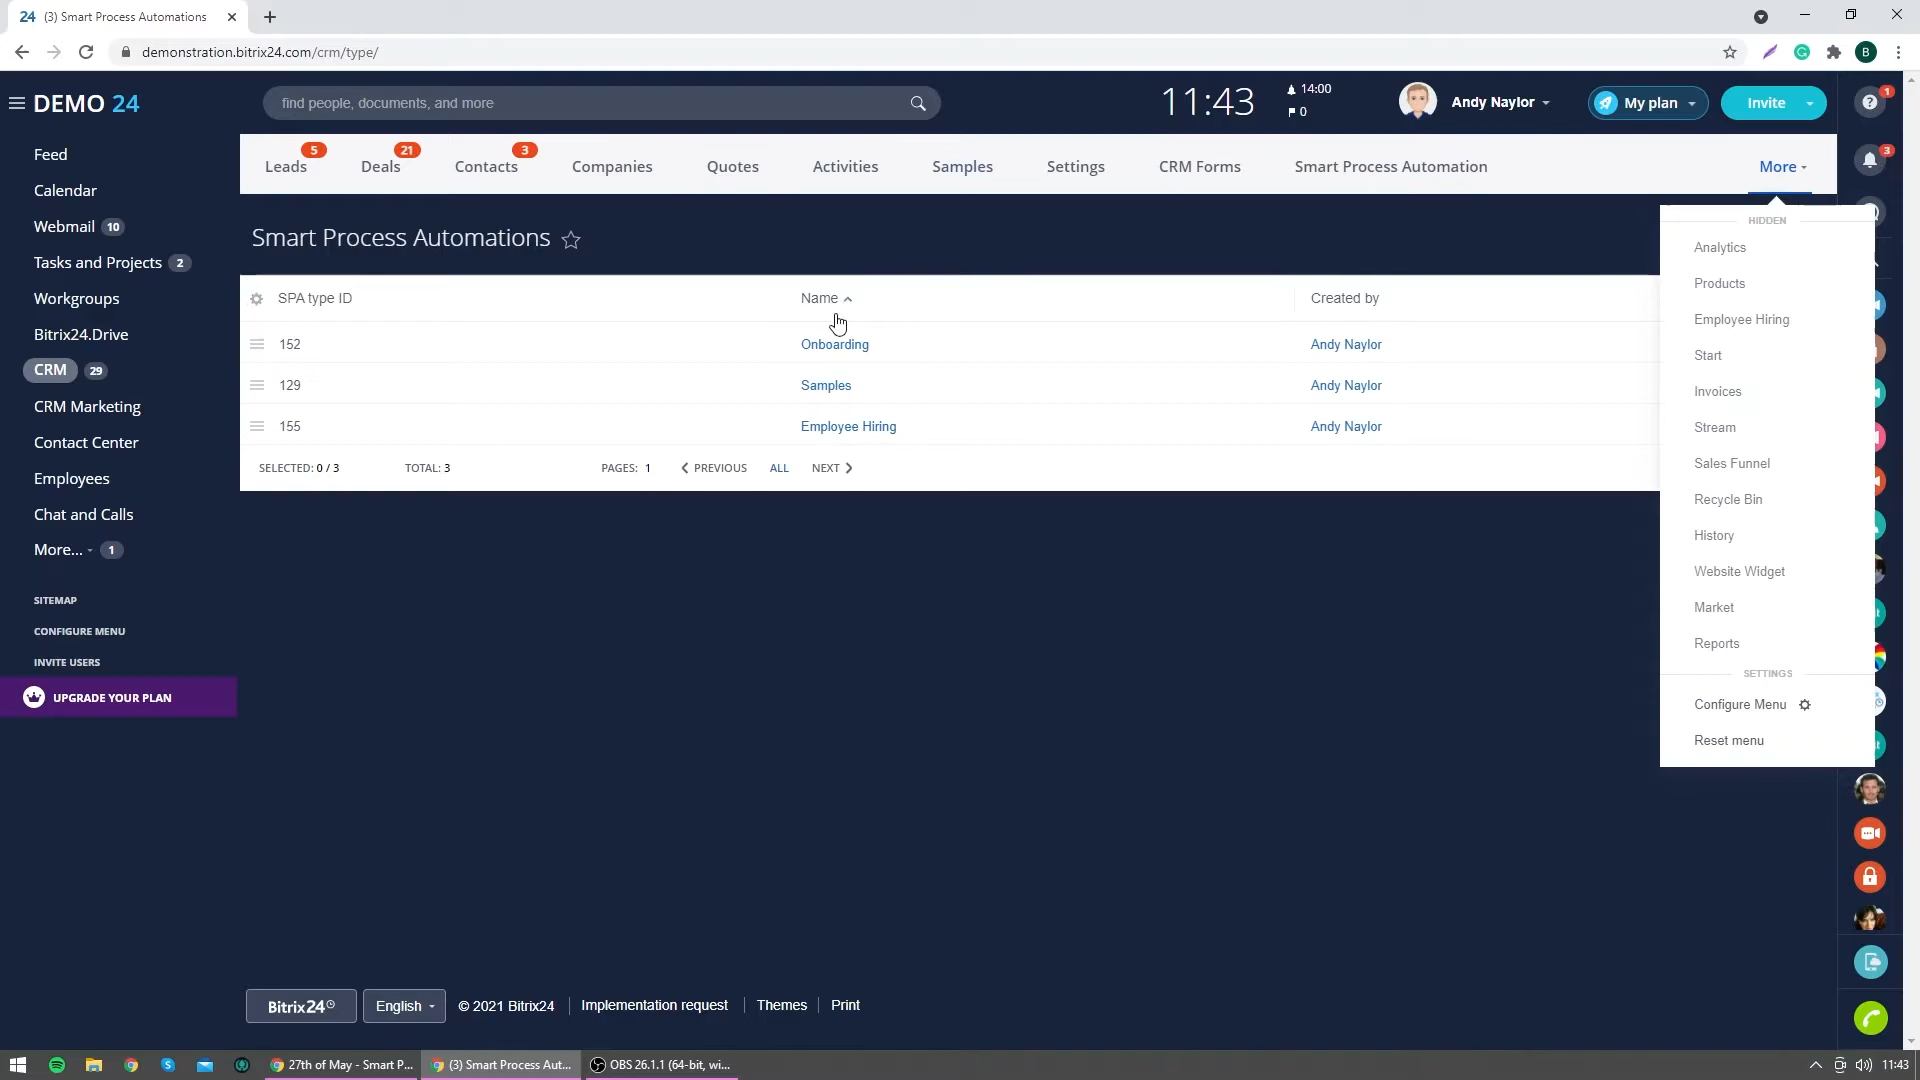 24 (3) Smart Process Automations
demonstration.bitrix24.com/crm/type/
B
DEMO 24
find people, documents, and more
11:43
14:00
0
Andy Naylor
My plan
Invite
1
Feed
Calendar
Webmail 10
Tasks and Projects 2
Workgroups
Bitrix24.Drive
CRM 29
CRM Marketing
Contact Center
Employees
Chat and Calls
More... 1
SITEMAP
CONFIGURE MENU
INVITE USERS
UPGRADE YOUR PLAN
Leads 5
Deals 21
Contacts 3
Companies
Quotes
Activities
Samples
Settings
CRM Forms
Smart Process Automation
More
3
Smart Process Automations
SPA type ID Name Created by
152 Onboarding Andy Naylor
129 Samples Andy Naylor
155 Employee Hiring Andy Naylor
SELECTED: 0 / 3 TOTAL: 3 PAGES: 1 PREVIOUS ALL NEXT
HIDDEN
Analytics
Products
Employee Hiring
Start
Invoices
Stream
Sales Funnel
Recycle Bin
History
Website Widget
Market
Reports
SETTINGS
Configure Menu
Reset menu
Bitrix24 English © 2021 Bitrix24 Implementation request Themes Print
27th of May - Smart P...
(3) Smart Process Aut...
OBS 26.1.1 (64-bit, wi...
11:43